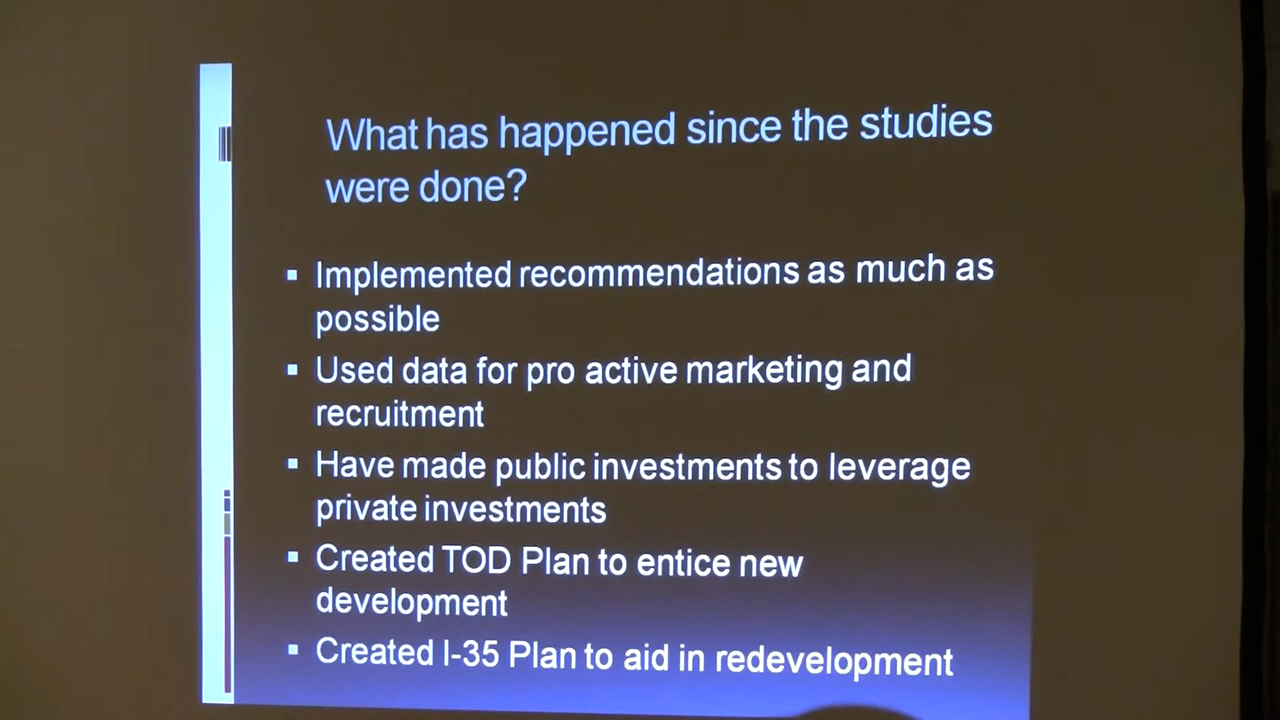 What has happened since the studies
were done?
▪ Implemented recommendations as much as
possible
▪ Used data for pro active marketing and
recruitment
▪ Have made public investments to leverage
private investments
▪ Created TOD Plan to entice new
development
▪ Created I-35 Plan to aid in redevelopment